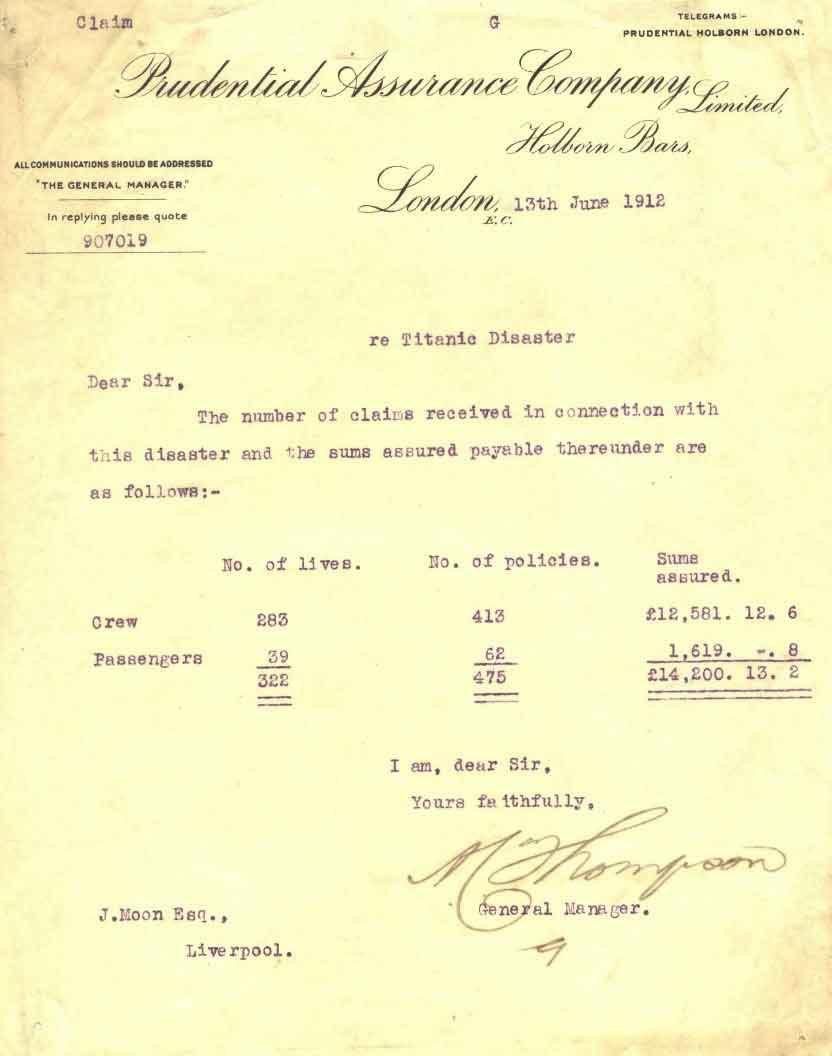 Claim G
TELEGRAMS:-
PRUDENTIAL HOLBORN LONDON.
Prudential Assurance Company, Limited,
Holborn Bars,
ALL COMMUNICATIONS SHOULD BE ADDRESSED
"THE GENERAL MANAGER."
In replying please quote
907019
London, 13th June 1912
E.C.
re Titanic Disaster
Dear Sir,
The number of claims received in connection with
this disaster and the sums assured payable thereunder are
as follows:-
No. of lives. No. of policies. Sums
assured.
Crew 283 413 £12,581. 12. 6
Passengers 39 62 1,619. -. 8
322 475 £14,200. 13. 2
I am, dear Sir,
Yours faithfully,
Thompson
General Manager.
J.Moon Esq.,
Liverpool.